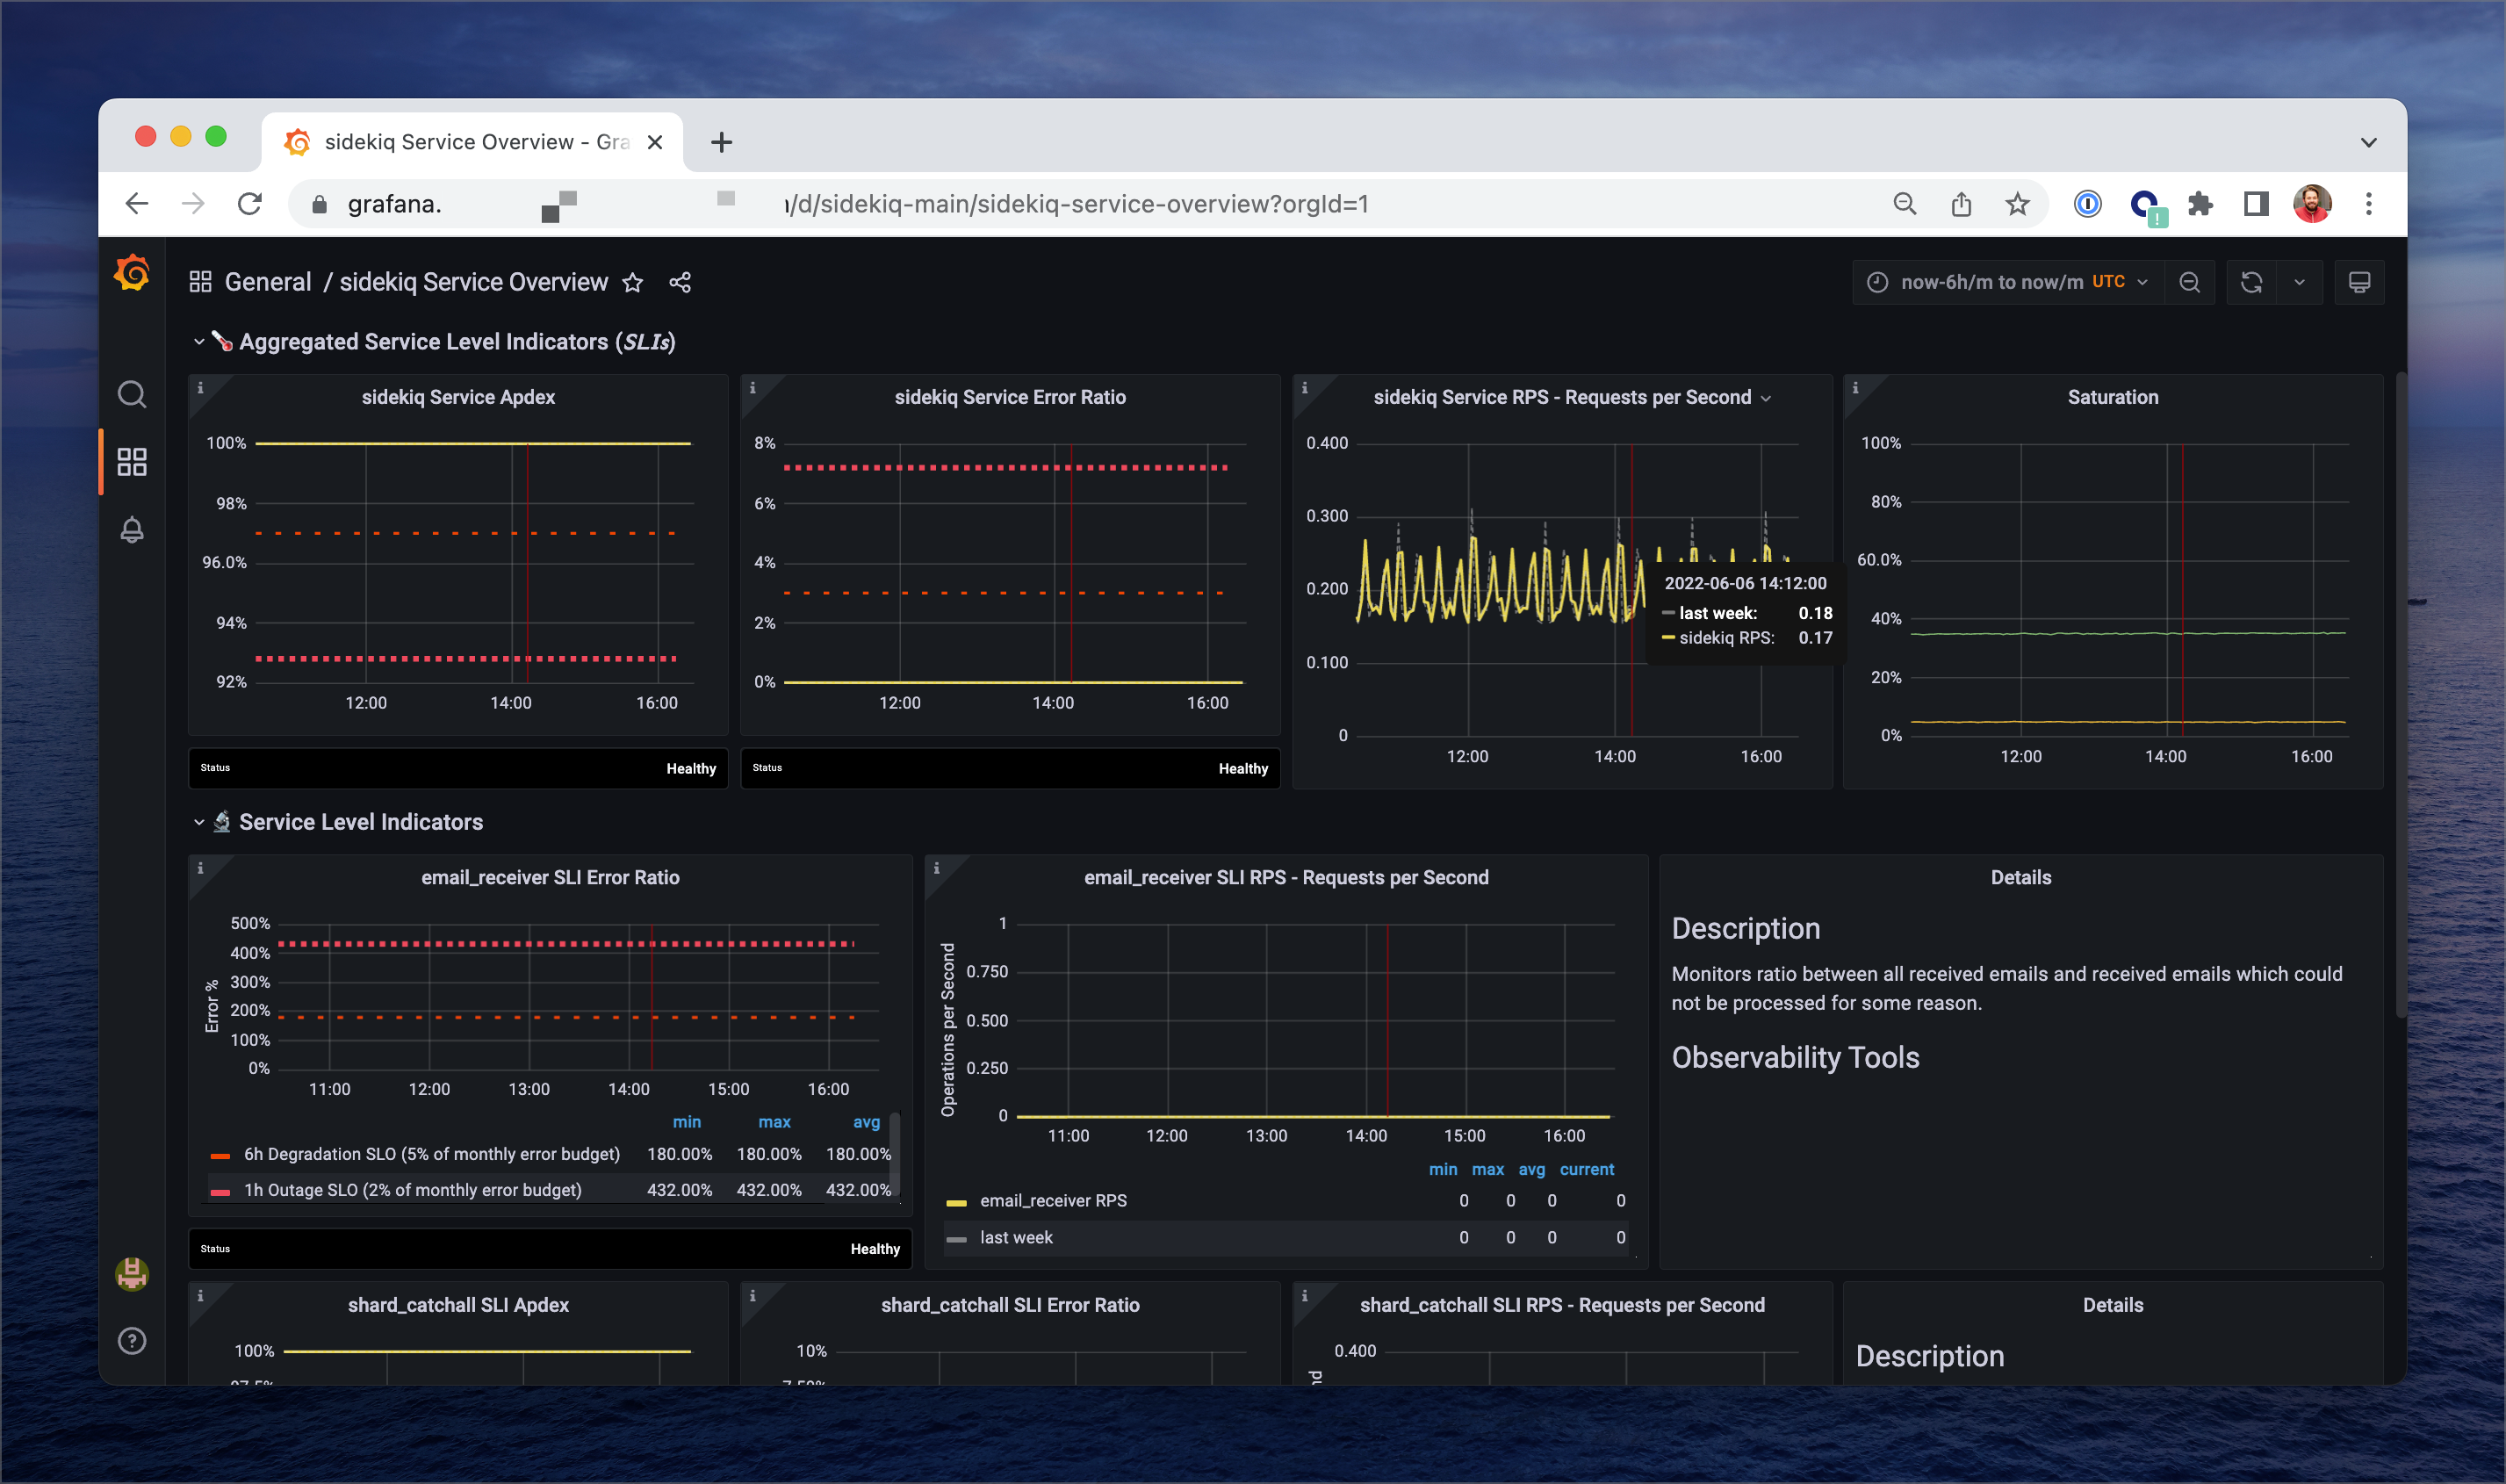 sidekiq Service Overview - Gra
grafana.
/d/sidekiq-main/sidekiq-service-overview?orgId=1
General / sidekiq Service Overview
now-6h/m to now/m UTC
Aggregated Service Level Indicators (SLIs)
sidekiq Service Apdex
100%
98%
96.0%
94%
92%
12:00 14:00 16:00
Status Healthy
sidekiq Service Error Ratio
8%
6%
4%
2%
0%
12:00 14:00 16:00
Status Healthy
sidekiq Service RPS - Requests per Second
0.400
0.300
0.200
0.100
0
12:00 14:00 16:00
2022-06-06 14:12:00
last week: 0.18
sidekiq RPS: 0.17
Saturation
100%
80%
60.0%
40%
20%
0%
12:00 14:00 16:00
Service Level Indicators
email_receiver SLI Error Ratio
Error %
500%
400%
300%
200%
100%
0%
11:00 12:00 13:00 14:00 15:00 16:00
min max avg
6h Degradation SLO (5% of monthly error budget) 180.00% 180.00% 180.00%
1h Outage SLO (2% of monthly error budget) 432.00% 432.00% 432.00%
Status Healthy
email_receiver SLI RPS - Requests per Second
Operations per Second
1
0.750
0.500
0.250
0
11:00 12:00 13:00 14:00 15:00 16:00
min max avg current
email_receiver RPS 0 0 0 0
last week 0 0 0 0
Details
Description
Monitors ratio between all received emails and received emails which could
not be processed for some reason.
Observability Tools
shard_catchall SLI Apdex
100%
shard_catchall SLI Error Ratio
10%
shard_catchall SLI RPS - Requests per Second
0.400
Details
Description